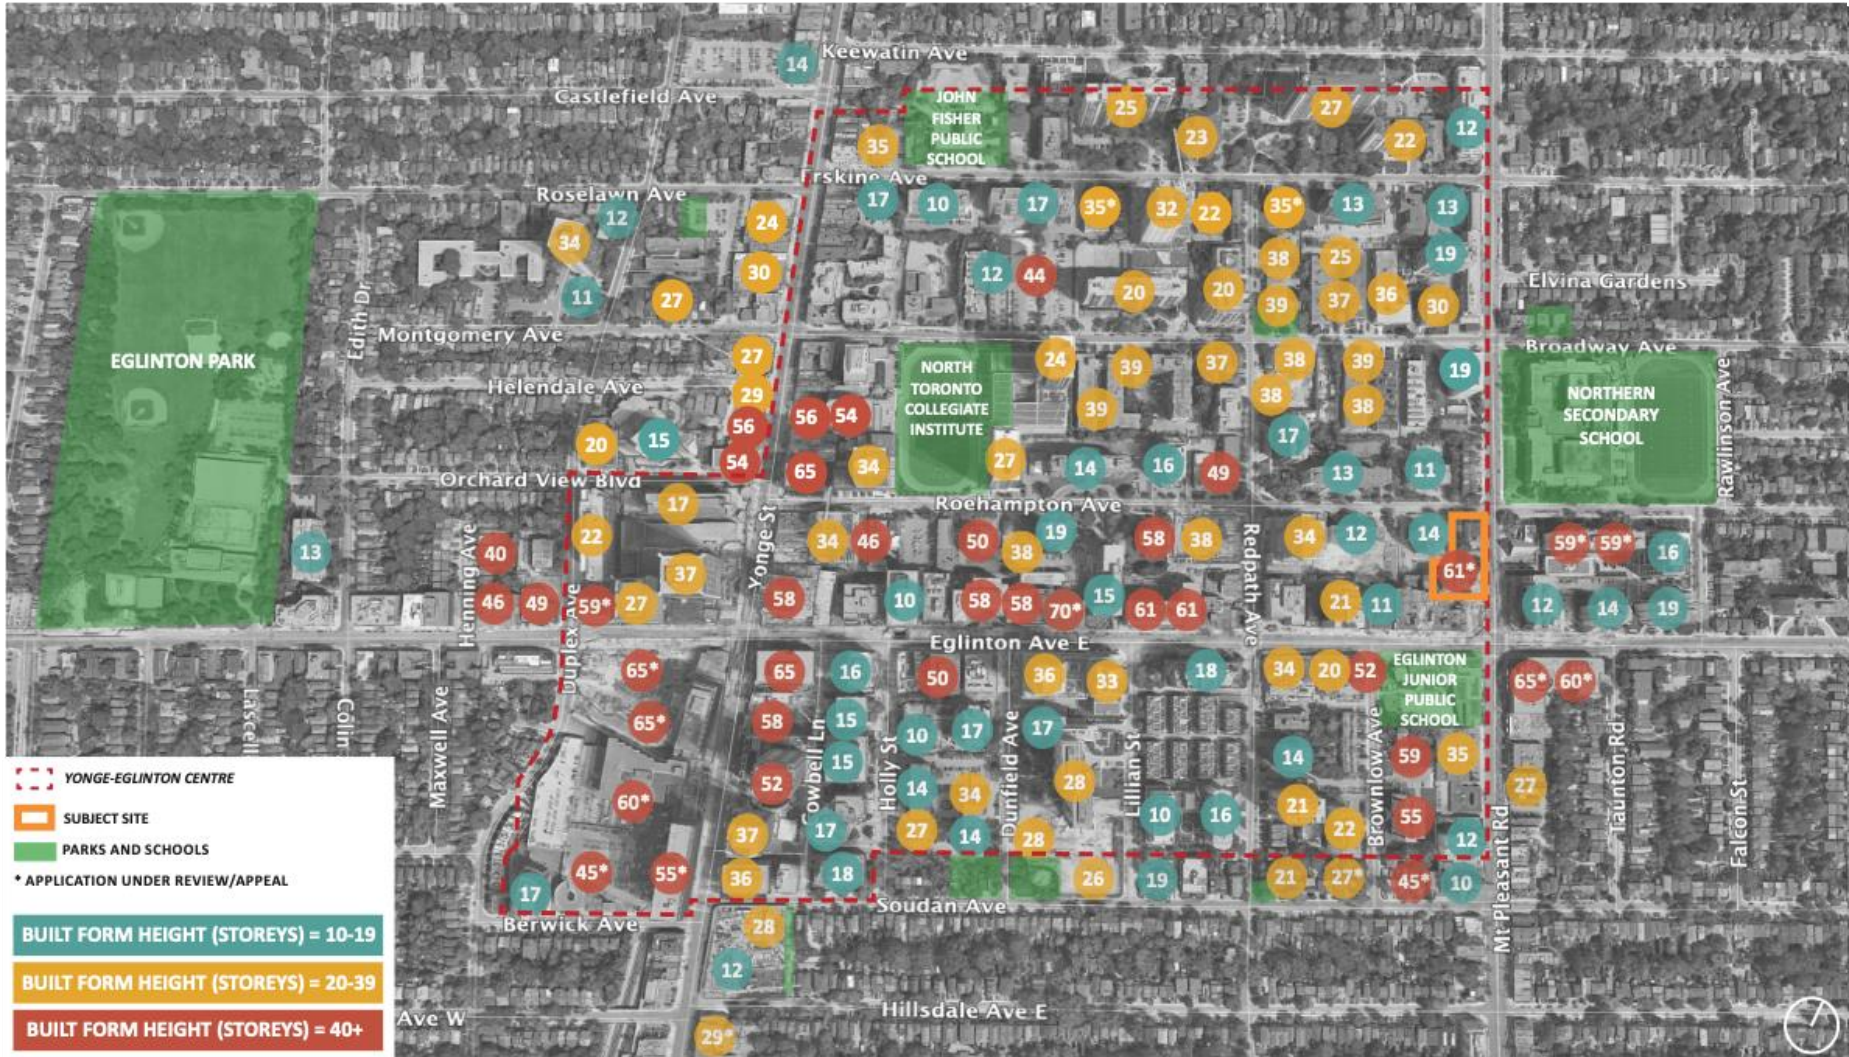 14
Keewatin Ave
Castlefield Ave
JOHN
FISHER
PUBLIC
SCHOOL
25
27
23
22
12
35
Erskine Ave
Roselawn Ave
12
24
17
10
17
35*
32
22
35*
13
13
34
30
12
44
38
25
19
11
27
20
20
39
37
36
30
Elvina Gardens
Edith Dr
Montgomery Ave
EGLINTON PARK
27
NORTH
TORONTO
COLLEGIATE
INSTITUTE
24
39
37
38
39
19
Broadway Ave
Helendale Ave
29
39
38
38
NORTHERN
SECONDARY
SCHOOL
Rawlinson Ave
56
56
54
20
15
17
54
65
34
27
14
16
49
13
11
Orchard View Blvd
17
Roehampton Ave
22
Yonge St
34
46
50
38
19
58
38
Redpath Ave
34
12
14
59*
59*
16
13
Henning Ave
40
37
61*
46
49
Duplex Ave
59*
27
58
10
58
58
70*
15
61
61
21
11
12
14
19
Eglinton Ave E
65*
65
16
50
36
33
18
34
20
52
EGLINTON
JUNIOR
PUBLIC
SCHOOL
65*
60*
Lascell
Colin
Maxwell Ave
65*
58
Cowbell Ln
15
Holly St
10
17
Dunfield Ave
17
Lillian St
14
Brownlow Ave
59
35
Taunton Rd
Falcon St
15
60*
52
14
34
28
21
27
10
16
55
37
17
27
14
28
22
12
Mt Pleasant Rd
45*
55*
36
18
26
19
21
27*
45*
10
17
Berwick Ave
Soudan Ave
28
12
Ave W
Hillsdale Ave E
29*
YONGE-EGLINTON CENTRE
SUBJECT SITE
PARKS AND SCHOOLS
* APPLICATION UNDER REVIEW/APPEAL
BUILT FORM HEIGHT (STOREYS) = 10-19
BUILT FORM HEIGHT (STOREYS) = 20-39
BUILT FORM HEIGHT (STOREYS) = 40+